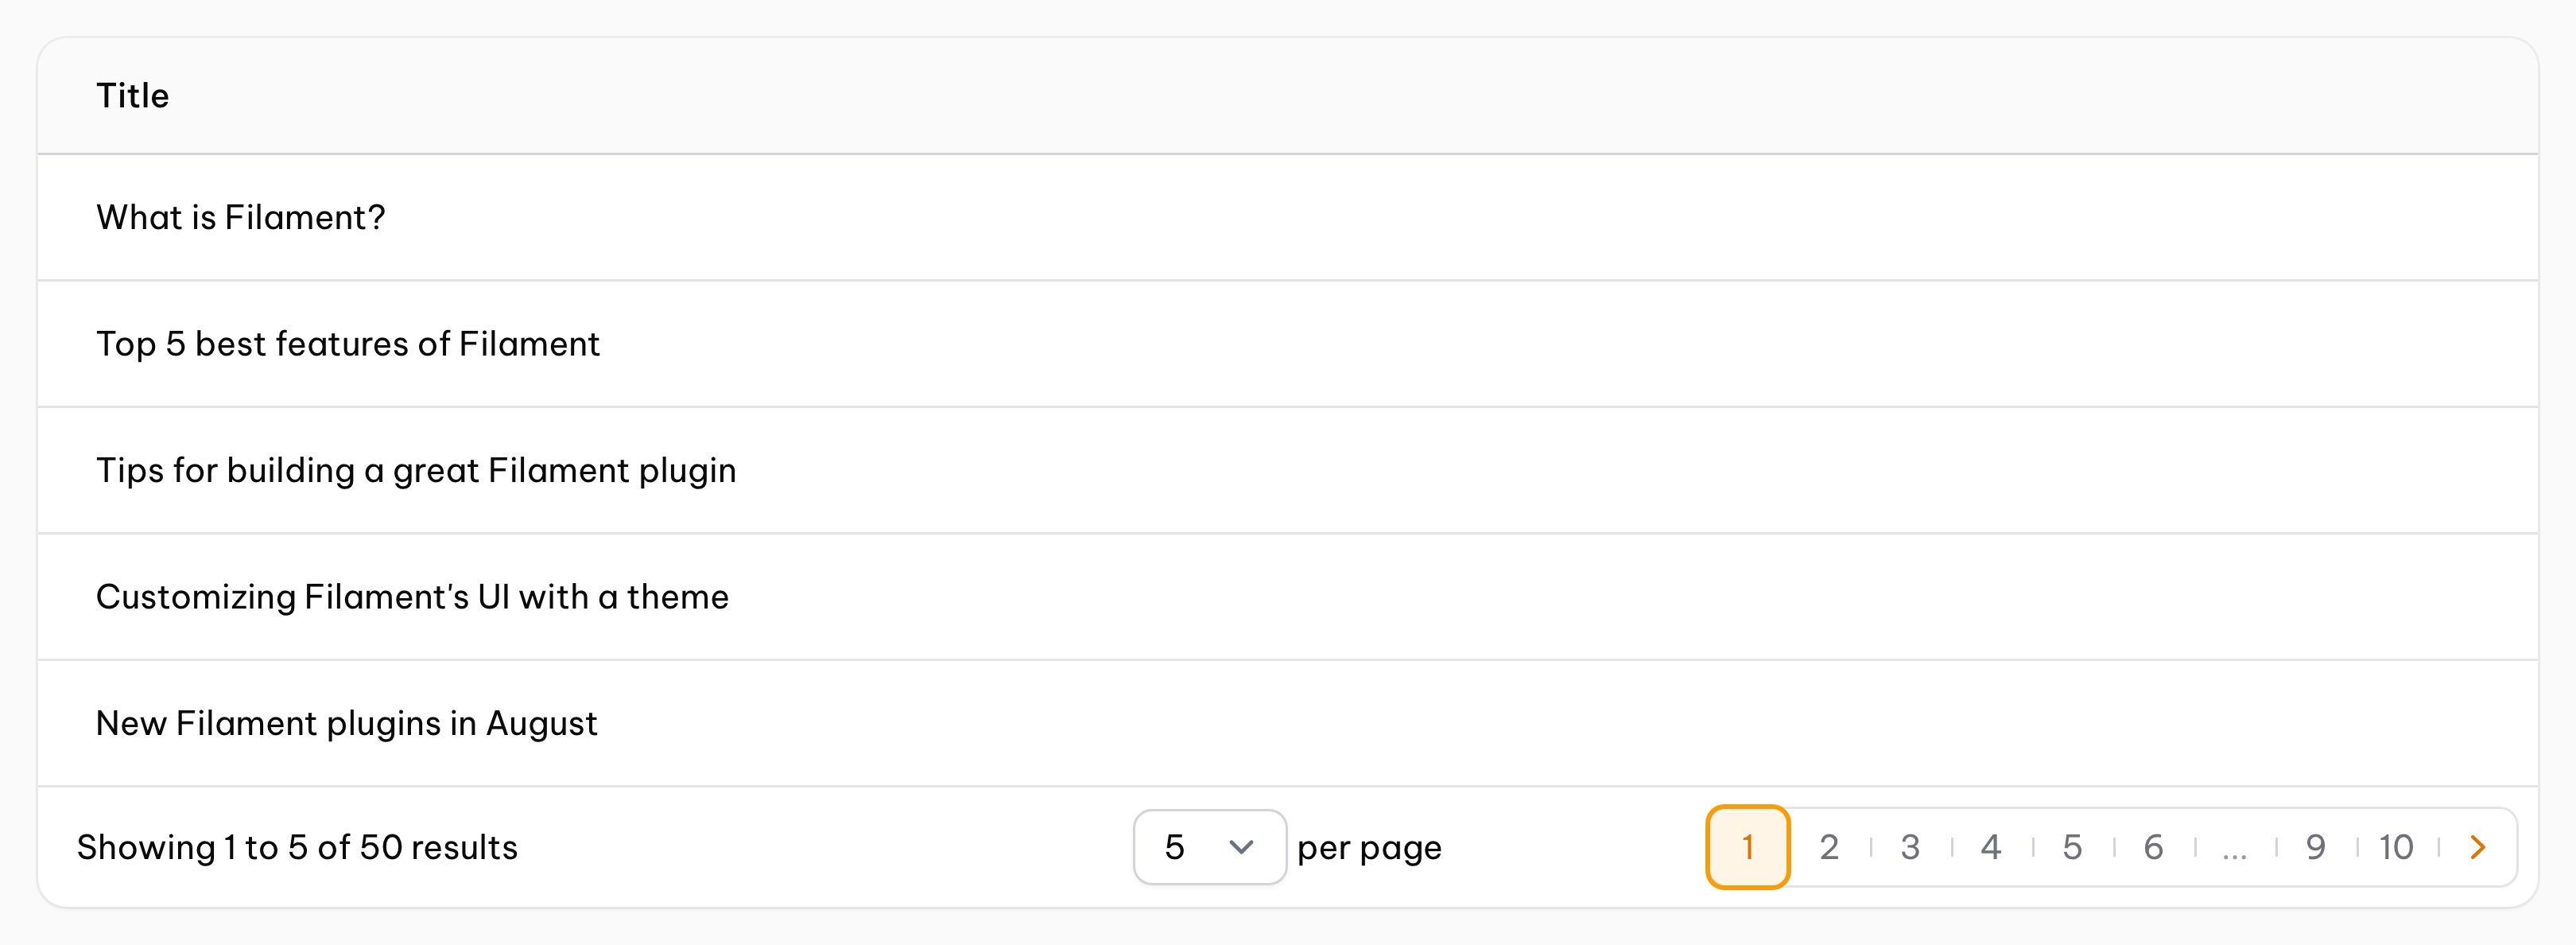 Title
What is Filament?
Top 5 best features of Filament
Tips for building a great Filament plugin
Customizing Filament's UI with a theme
New Filament plugins in August
Showing 1 to 5 of 50 results 5 per page 1 2 3 4 5 6 ... 9 10